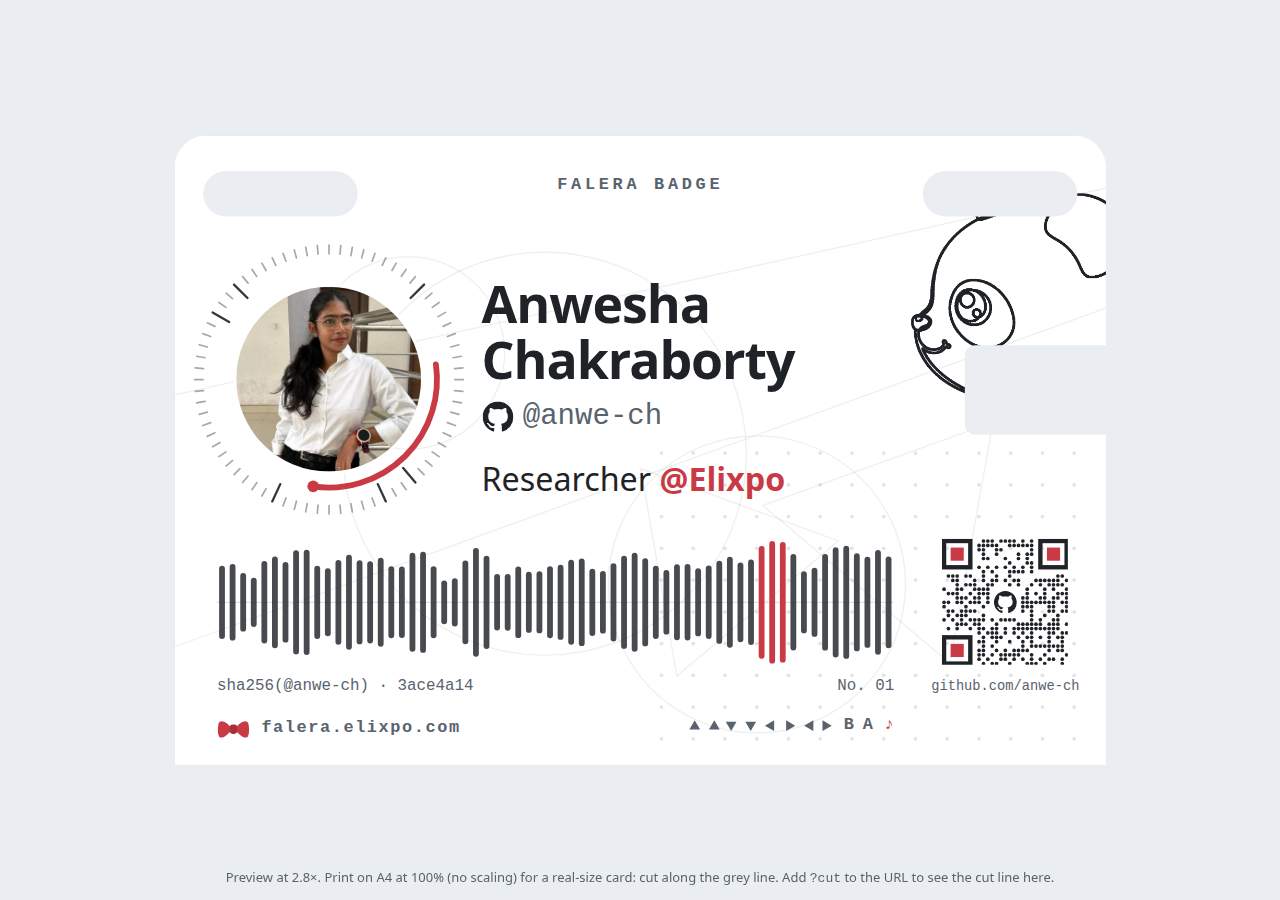 FALERA BADGE
Anwesha
Chakraborty
@anwe-ch
Researcher @Elixpo
sha256(@anwe-ch) · 3ace4a14
No. 01
github.com/anwe-ch
falera.elixpo.com
▲ ▲ ▼ ▼ ◀ ▶ ◀ ▶ B A ♪
Preview at 2.8×. Print on A4 at 100% (no scaling) for a real-size card: cut along the grey line. Add ?cut to the URL to see the cut line here.